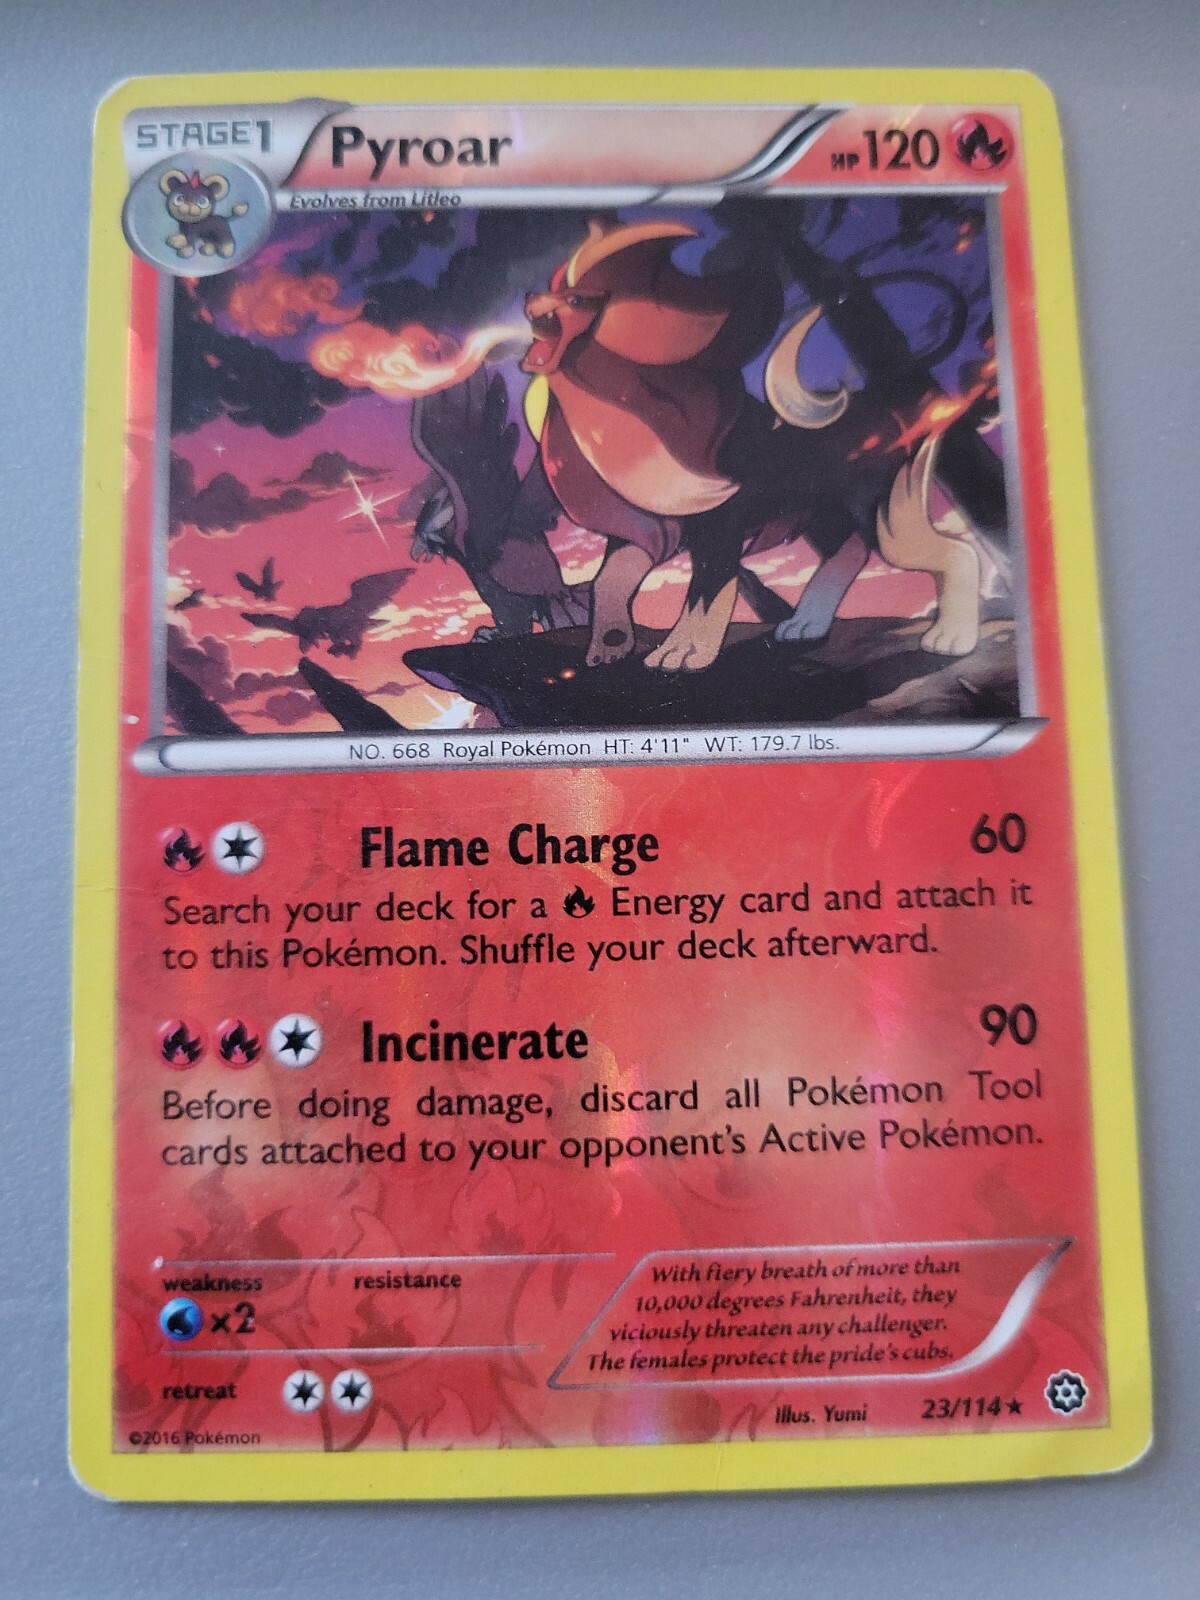 STAGE1
Pyroar
HP120
Evolves from Litleo
NO. 668 Royal Pokémon HT: 4'11" WT: 179.7 lbs.
Flame Charge 60
Search your deck for a Energy card and attach it
to this Pokémon. Shuffle your deck afterward.
Incinerate 90
Before doing damage, discard all Pokémon Tool
cards attached to your opponent's Active Pokémon.
weakness resistance
×2
retreat
With fiery breath of more than
10,000 degrees Fahrenheit, they
viciously threaten any challenger.
The females protect the pride's cubs.
Illus. Yumi 23/114★
©2016 Pokémon